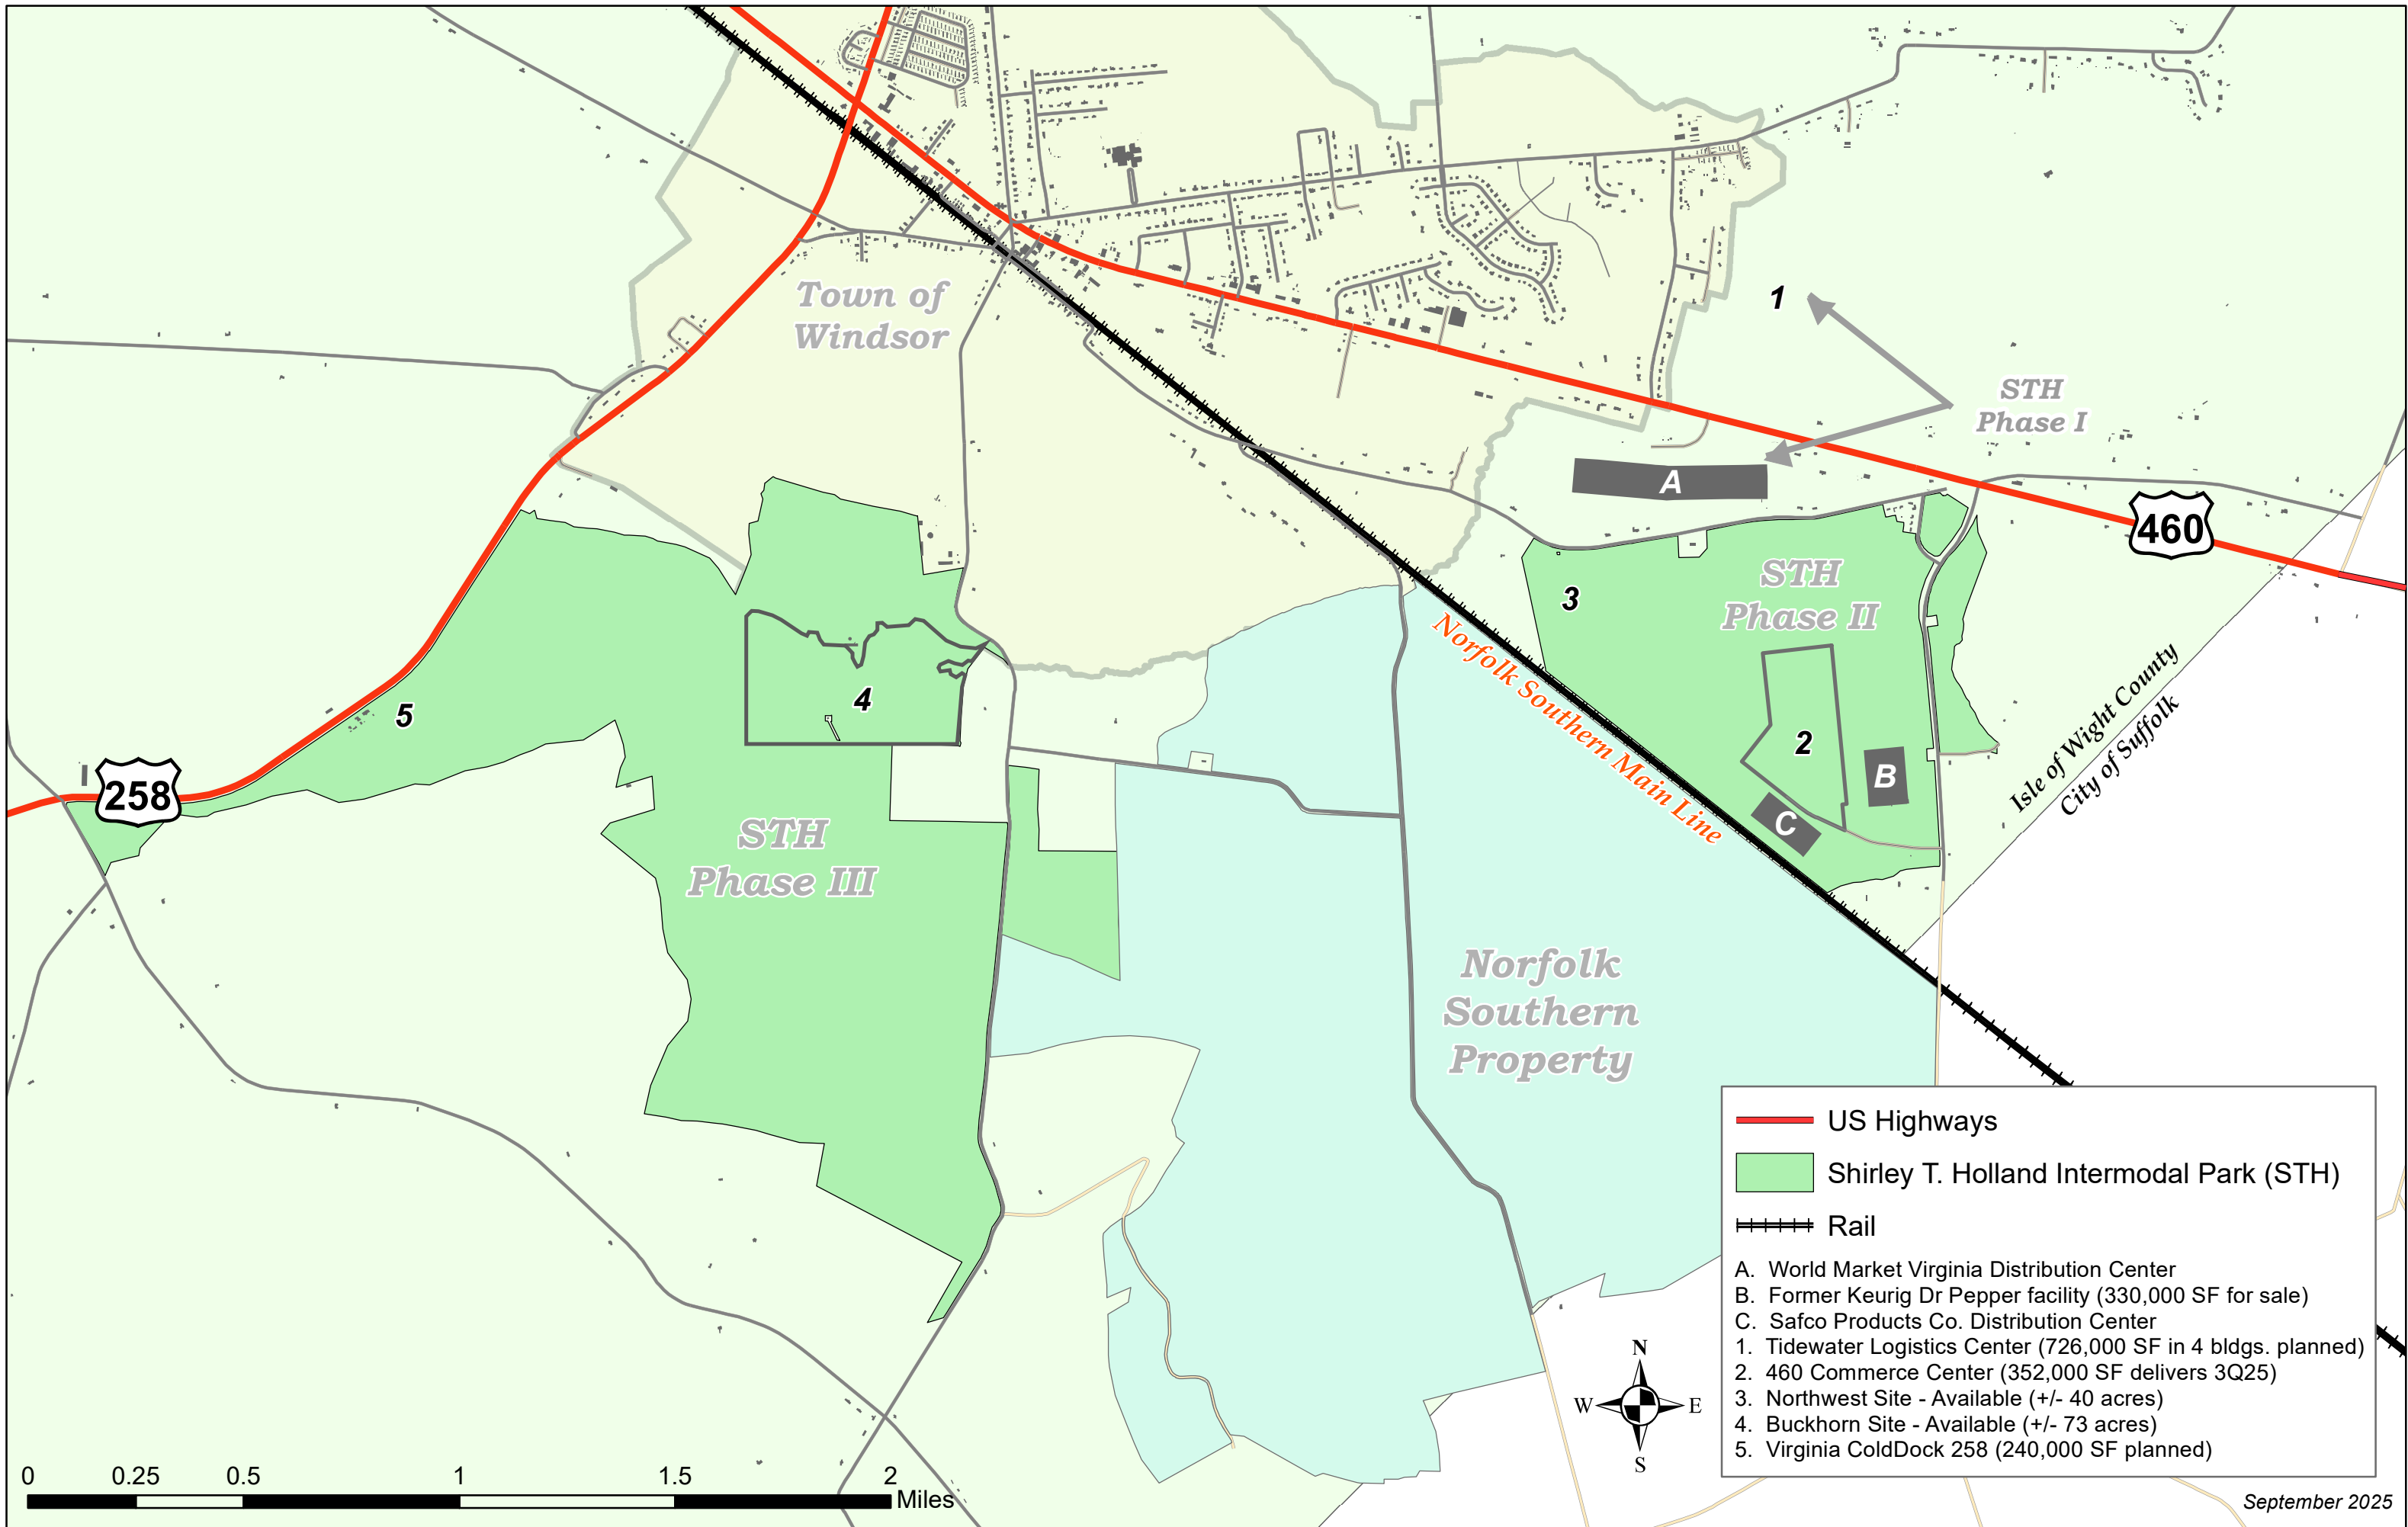 Town of
Windsor
1
STH
Phase I
A
460
STH
Phase II
3
Norfolk Southern Main Line
4
5
2
B
C
Isle of Wight County
City of Suffolk
258
STH
Phase III
Norfolk
Southern
Property
US Highways
Shirley T. Holland Intermodal Park (STH)
Rail
A. World Market Virginia Distribution Center
B. Former Keurig Dr Pepper facility (330,000 SF for sale)
C. Safco Products Co. Distribution Center
1. Tidewater Logistics Center (726,000 SF in 4 bldgs. planned)
2. 460 Commerce Center (352,000 SF delivers 3Q25)
3. Northwest Site - Available (+/- 40 acres)
4. Buckhorn Site - Available (+/- 73 acres)
5. Virginia ColdDock 258 (240,000 SF planned)
N
W E
S
0 0.25 0.5 1 1.5 2
Miles
September 2025